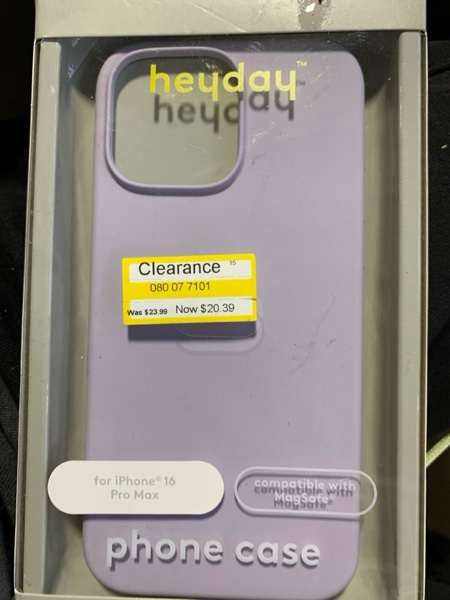 heyday™
Clearance 15
080 07 7101
Was $23.99 Now $20.39
for iPhone® 16
Pro Max
compatible with
MagSafe®
phone case